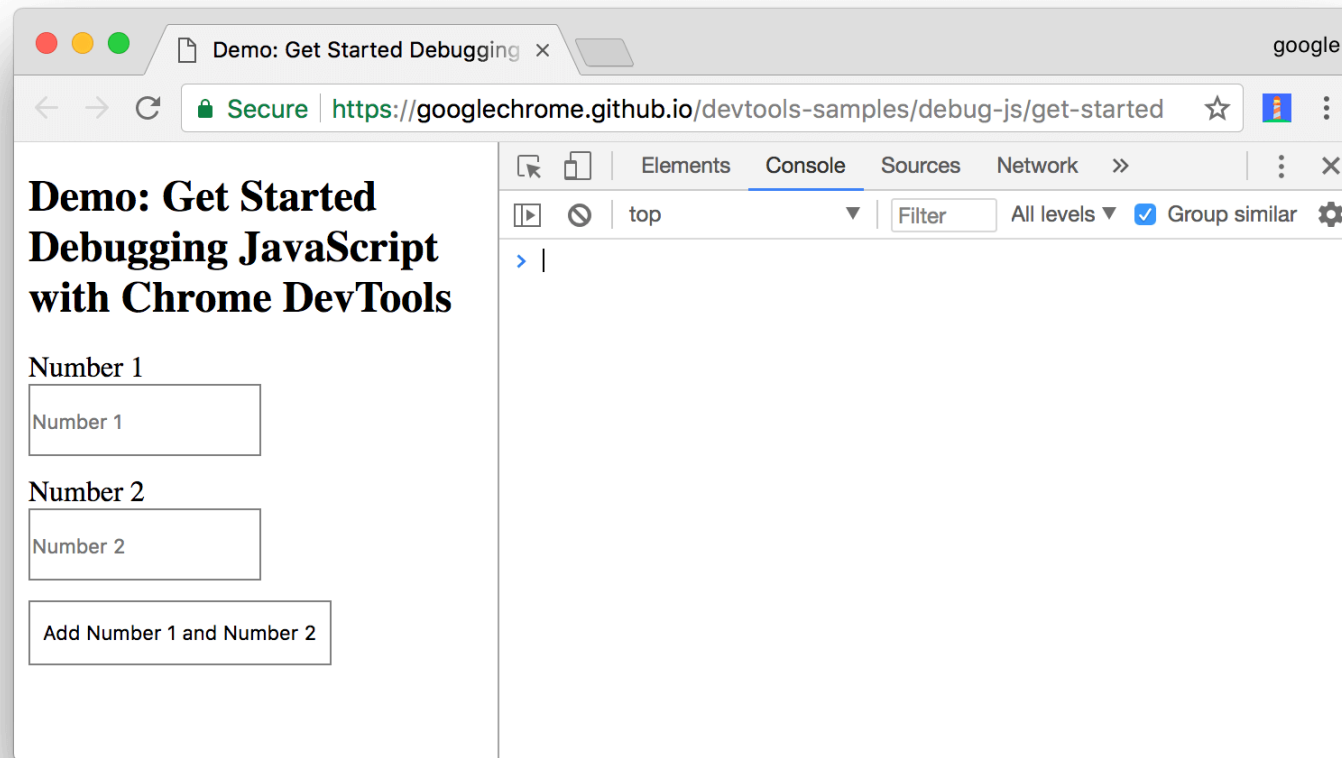 Demo: Get Started Debugging
google
Secure https://googlechrome.github.io/devtools-samples/debug-js/get-started
Demo: Get Started
Debugging JavaScript
with Chrome DevTools
Number 1
Number 1
Number 2
Number 2
Add Number 1 and Number 2
Elements Console Sources Network »
top Filter All levels Group similar
>